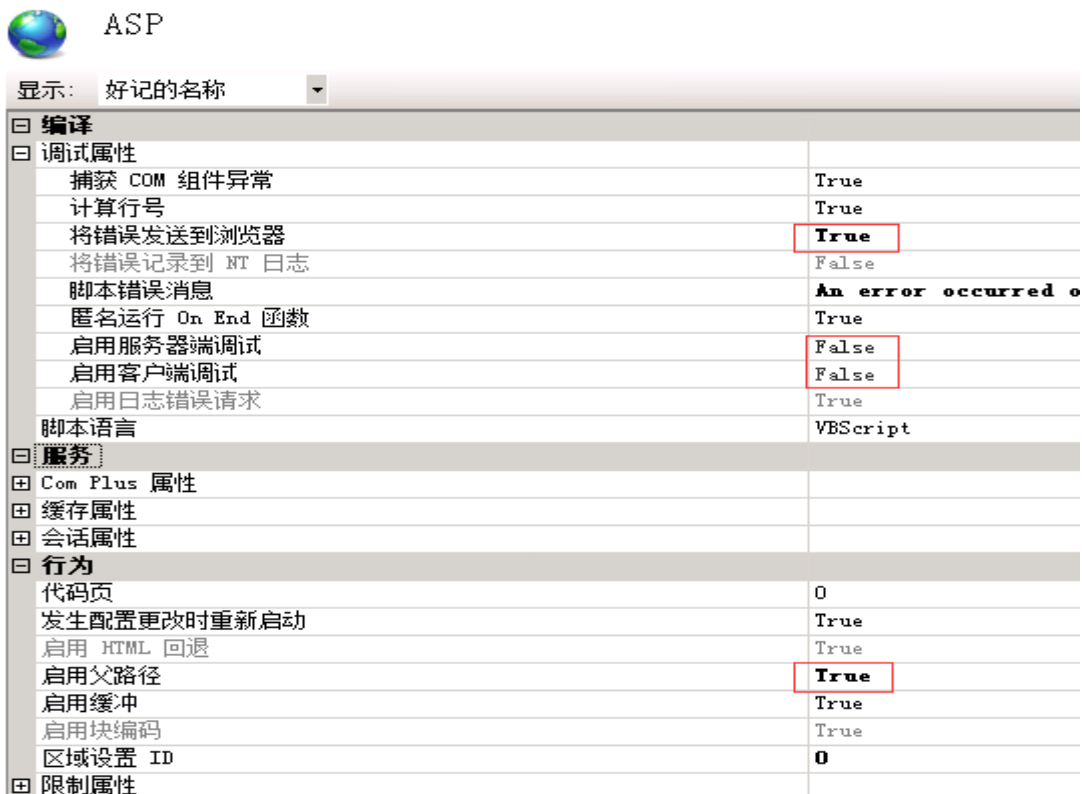 ASP
显示: 好记的名称
编译
调试属性
捕获 COM 组件异常 True
计算行号 True
将错误发送到浏览器 True
将错误记录到 NT 日志 False
脚本错误消息 An error occurred o
匿名运行 On End 函数 True
启用服务器端调试 False
启用客户端调试 False
启用日志错误请求 True
脚本语言 VBScript
服务
Com Plus 属性
缓存属性
会话属性
行为
代码页 0
发生配置更改时重新启动 True
启用 HTML 回退 True
启用父路径 True
启用缓冲 True
启用块编码 True
区域设置 ID 0
限制属性